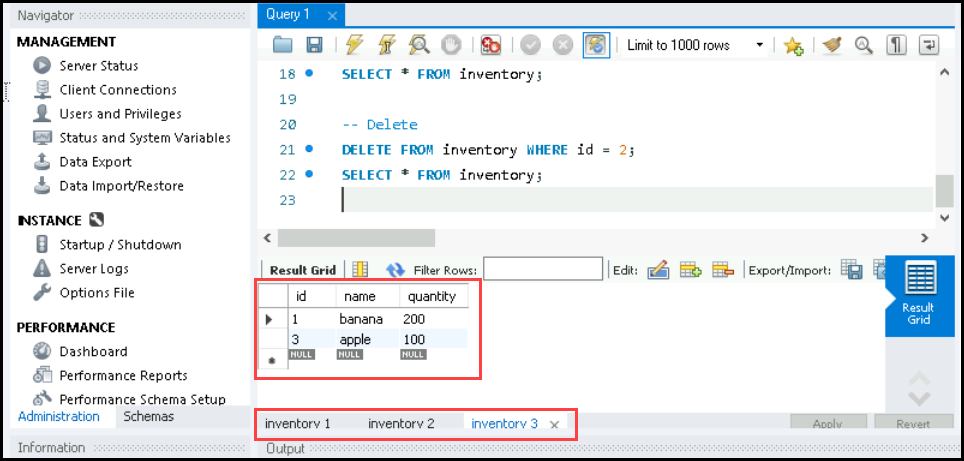 Navigator
MANAGEMENT
Server Status
Client Connections
Users and Privileges
Status and System Variables
Data Export
Data Import/Restore
INSTANCE
Startup / Shutdown
Server Logs
Options File
PERFORMANCE
Dashboard
Performance Reports
Performance Schema Setup
Administration Schemas
Information
Query 1
Limit to 1000 rows
18 SELECT * FROM inventory;
19
20 -- Delete
21 DELETE FROM inventory WHERE id = 2;
22 SELECT * FROM inventory;
23
Result Grid Filter Rows: Edit: Export/Import:
id name quantity
1 banana 200
3 apple 100
NULL NULL NULL
Result
Grid
inventory 1 inventory 2 inventory 3
Apply Revert
Output